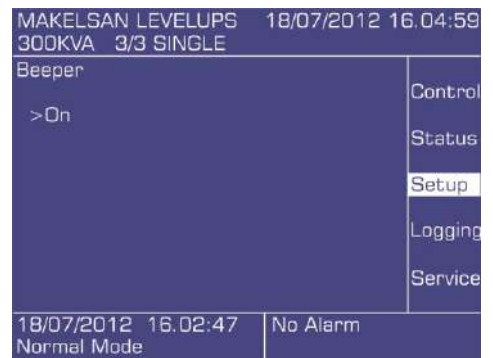 MAKELSAN LEVELUPS 18/07/2012 16.04:59
300KVA 3/3 SINGLE
Beeper
>On
Control
Status
Setup
Logging
Service
18/07/2012 16.02:47 No Alarm
Normal Mode